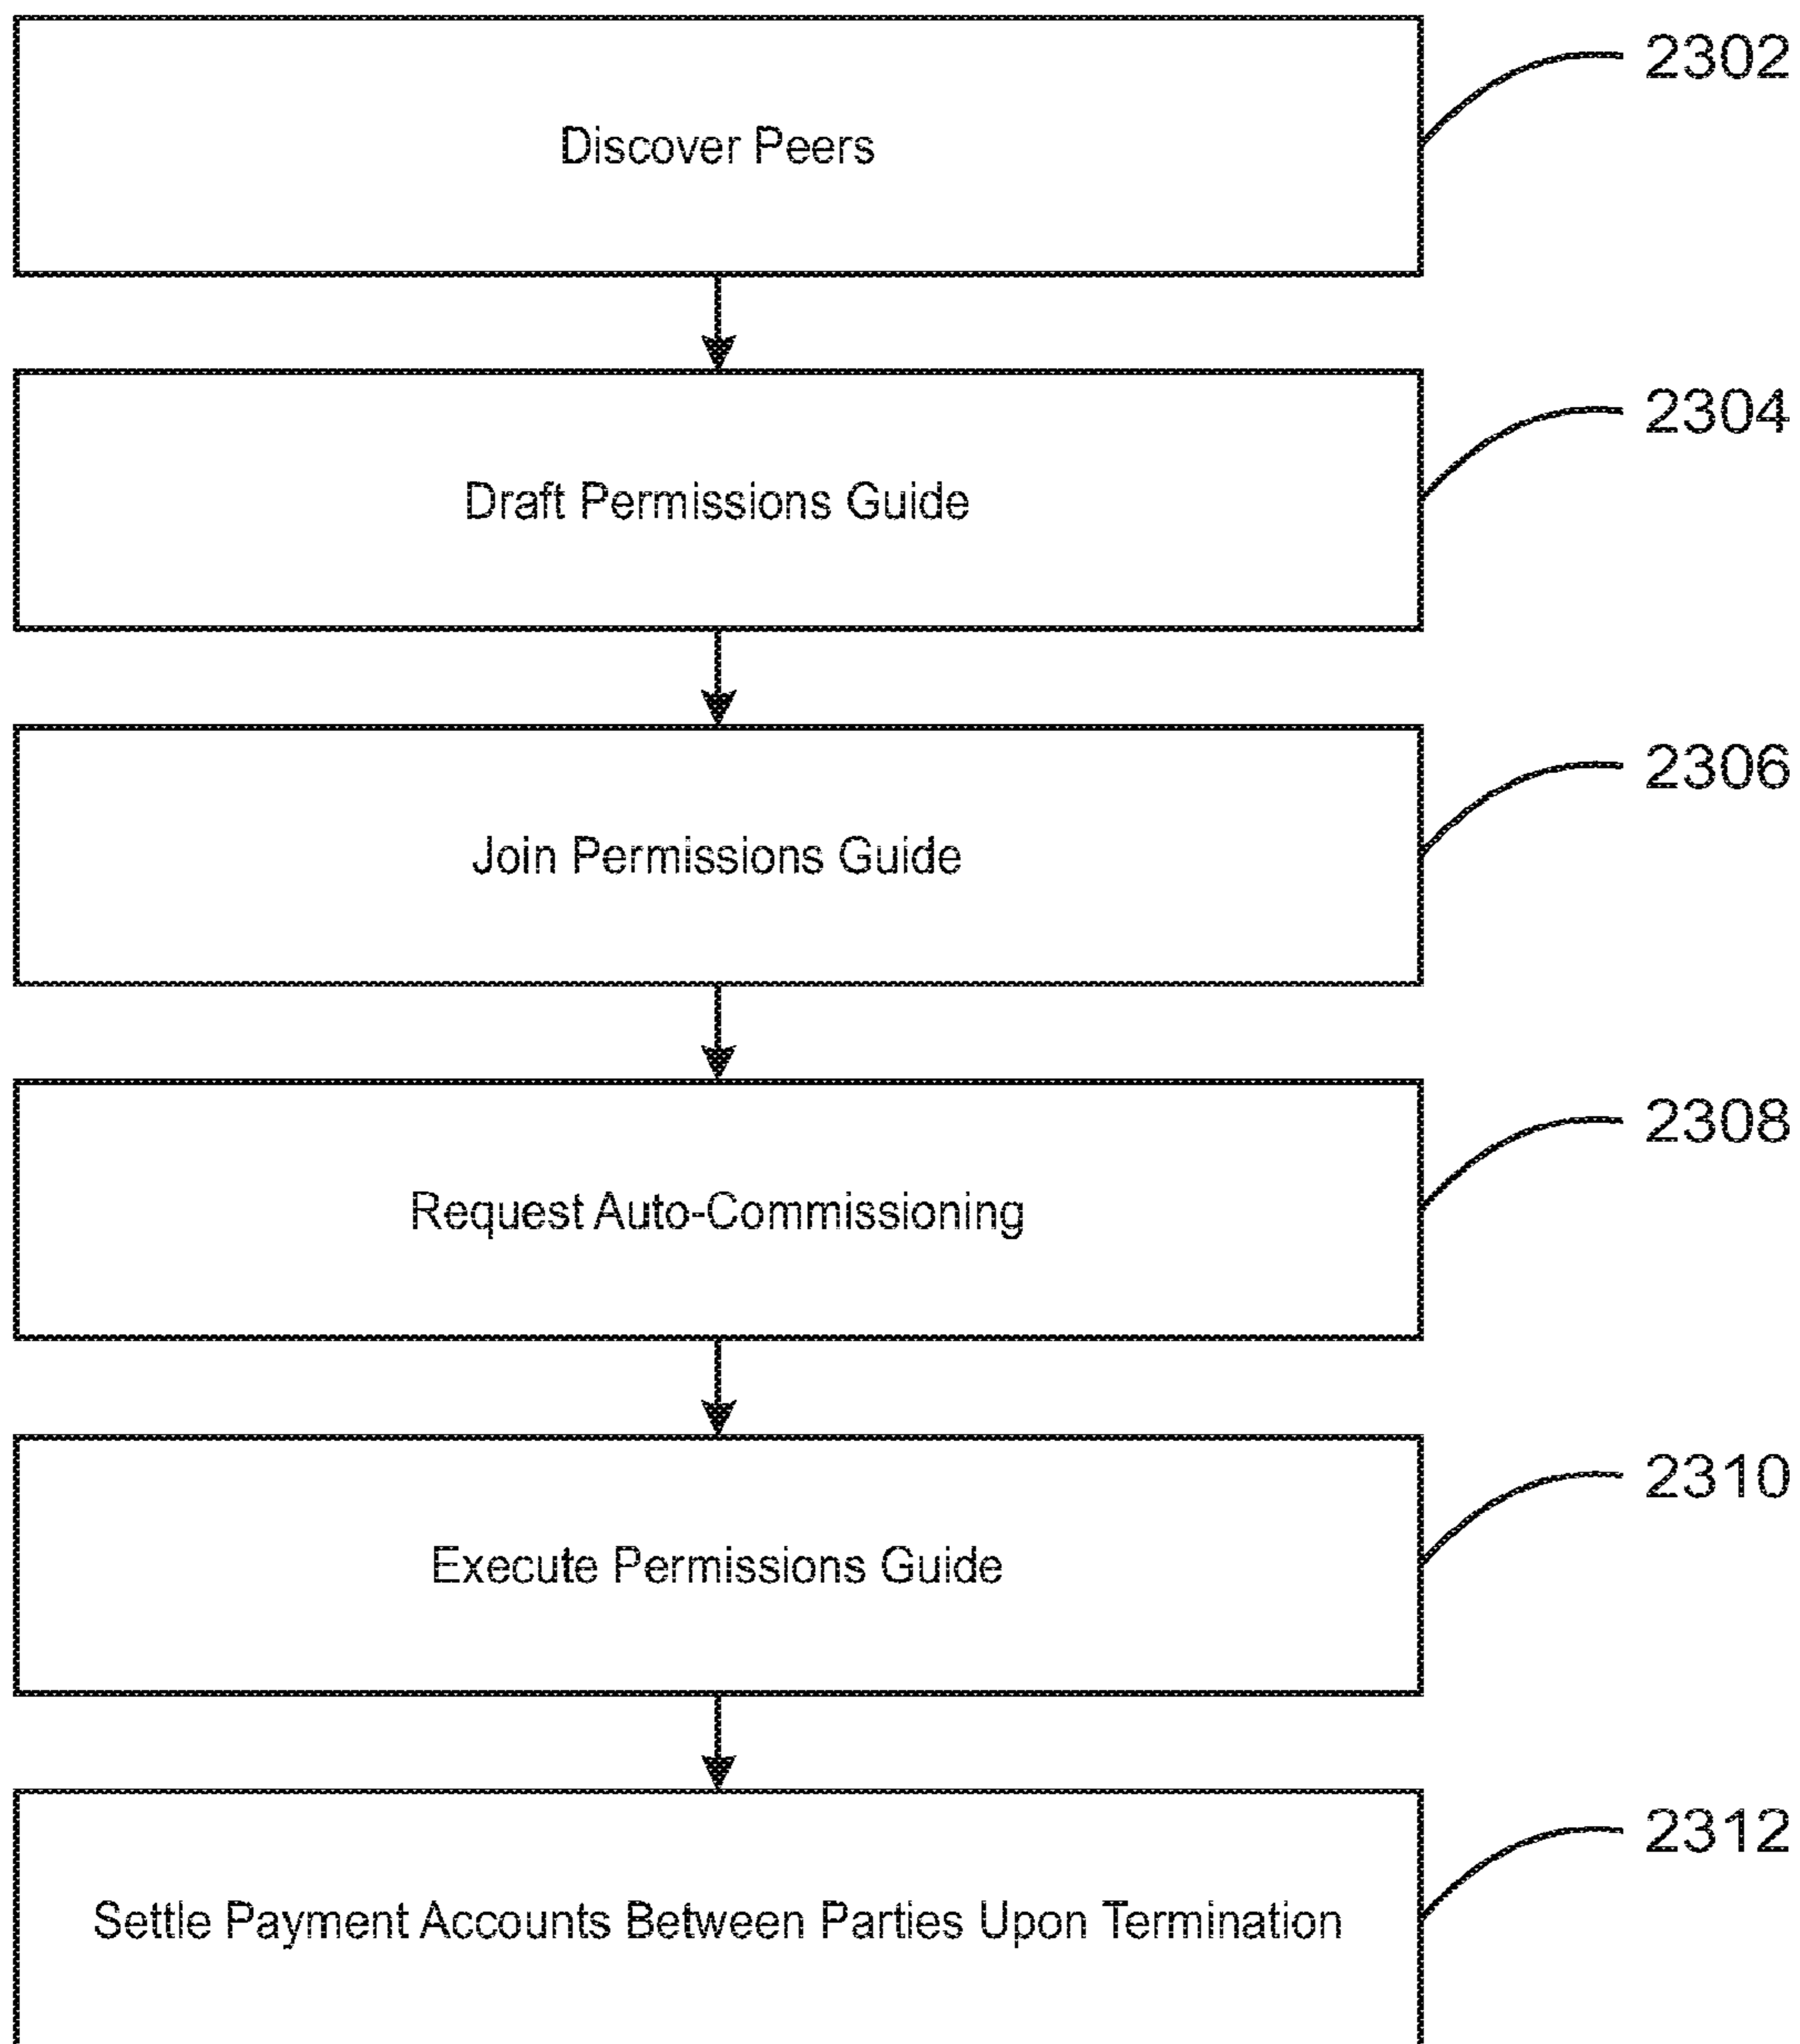 2302
Discover Peers
2304
Draft Permissions Guide
2306
Join Permissions Guide
2308
Request Auto-Commissioning
2310
Execute Permissions Guide
2312
Settle Payment Accounts Between Parties Upon Termination